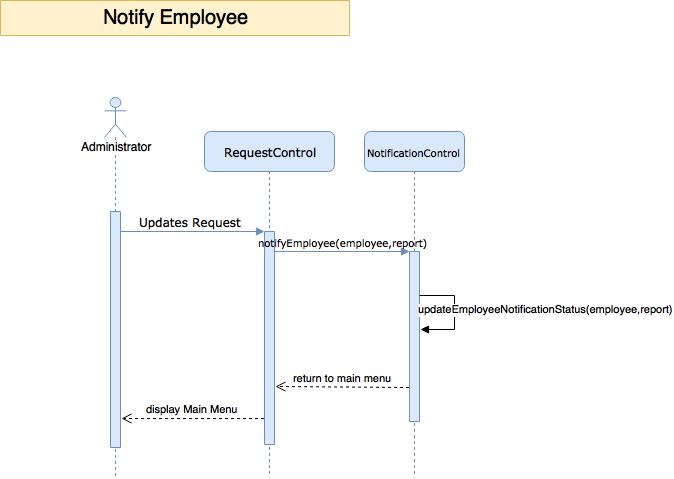 Notify Employee
Administrator
RequestControl
NotificationControl
Updates Request
notifyEmployee(employee,report)
updateEmployeeNotificationStatus(employee,report)
return to main menu
display Main Menu